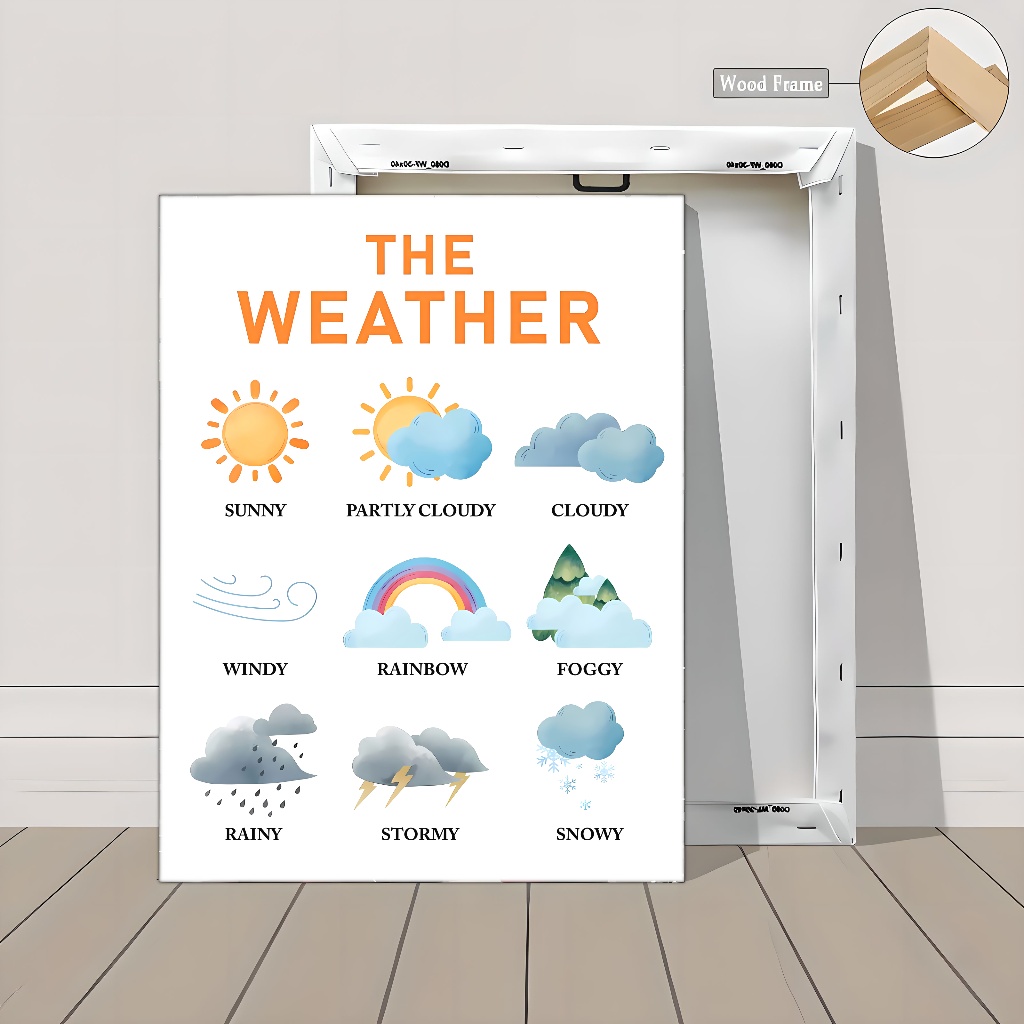 Wood Frame
THE
WEATHER
SUNNY
PARTLY CLOUDY
CLOUDY
WINDY
RAINBOW
FOGGY
RAINY
STORMY
SNOWY